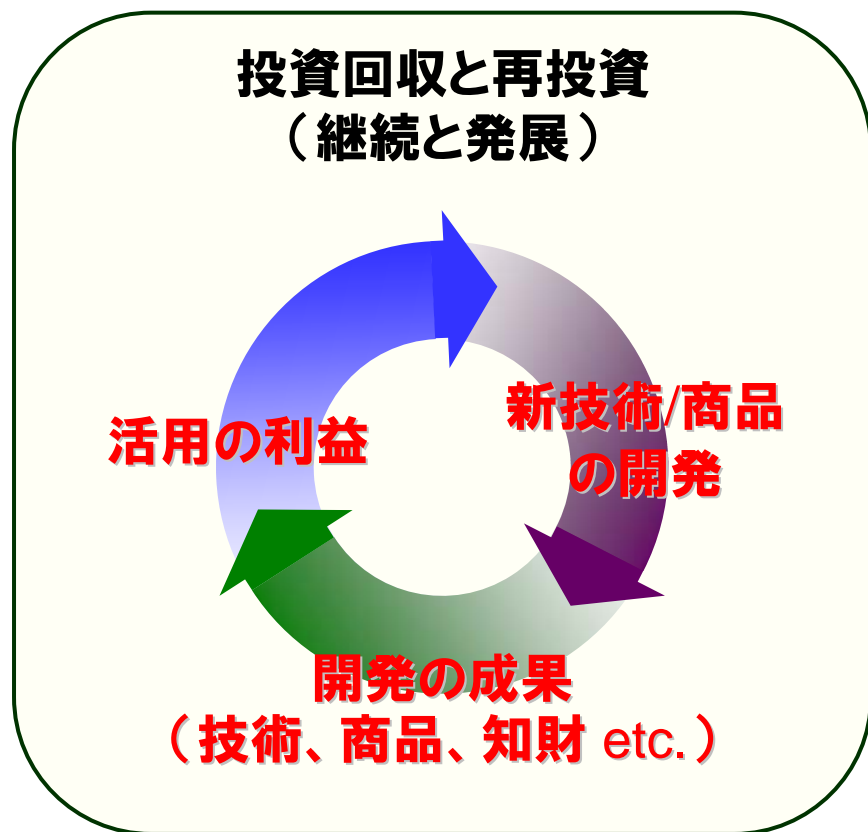 投資回収と再投資
（継続と発展）
新技術/商品
の開発
活用の利益
開発の成果
（技術、商品、知財 etc.）